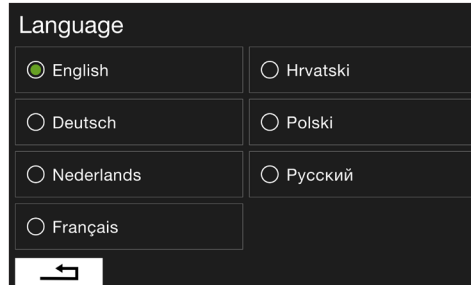 Language
English
Hrvatski
Deutsch
Polski
Nederlands
Русский
Français